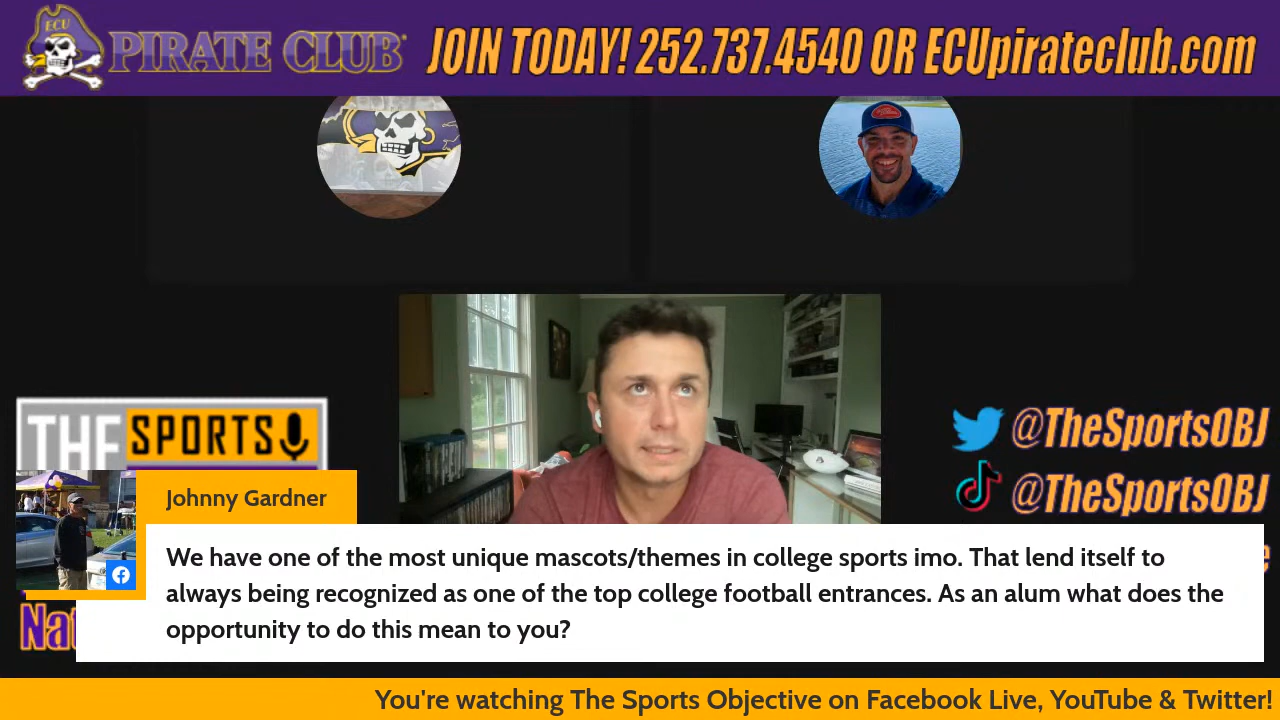 ECU
PIRATE CLUB
JOIN TODAY! 252.737.4540 OR ECUpirateclub.com
THE SPORTS
@TheSportsOBJ
@TheSportsOBJ
Johnny Gardner
We have one of the most unique mascots/themes in college sports imo. That lend itself to
always being recognized as one of the top college football entrances. As an alum what does the
opportunity to do this mean to you?
You're watching The Sports Objective on Facebook Live, YouTube & Twitter!